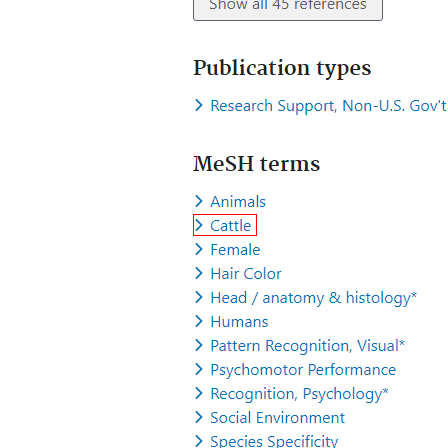 Show all 45 references
Publication types
Research Support, Non-U.S. Gov't
MeSH terms
Animals
Cattle
Female
Hair Color
Head / anatomy & histology*
Humans
Pattern Recognition, Visual*
Psychomotor Performance
Recognition, Psychology*
Social Environment
Species Specificity